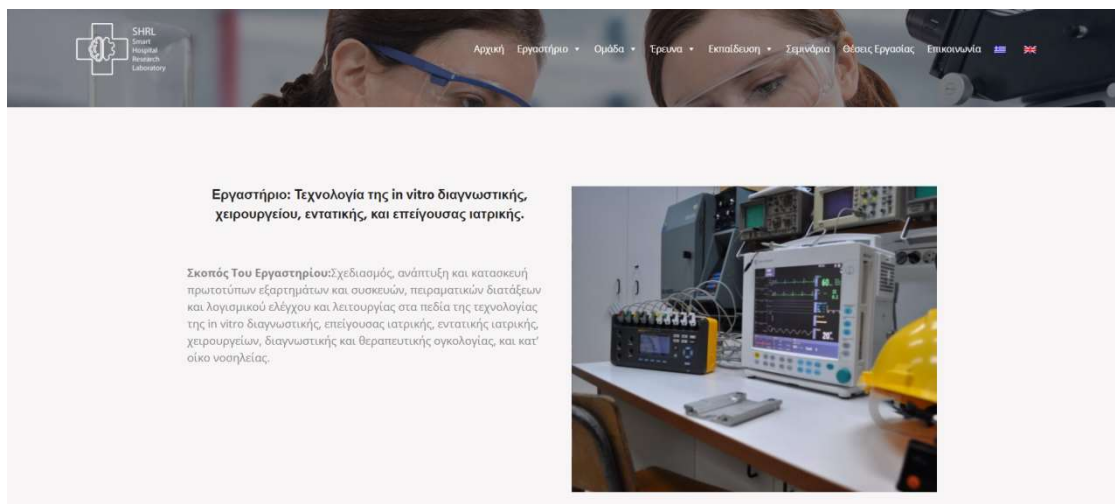 SHRL
Smart
Hospital
Research
Laboratory
Αρχική Εργαστήριο Ομάδα Έρευνα Εκπαίδευση Σεμινάρια Θέσεις Εργασίας Επικοινωνία
Εργαστήριο: Τεχνολογία της in vitro διαγνωστικής,
χειρουργείου, εντατικής, και επείγουσας ιατρικής.
Σκοπός Του Εργαστηρίου:Σχεδιασμός, ανάπτυξη και κατασκευή
πρωτοτύπων εξαρτημάτων και συσκευών, πειραματικών διατάξεων
και λογισμικού ελέγχου και λειτουργίας στα πεδία της τεχνολογίας
της in vitro διαγνωστικής, επείγουσας ιατρικής, εντατικής ιατρικής,
χειρουργείων, διαγνωστικής και θεραπευτικής ογκολογίας, και κατ'
οίκο νοσηλείας.
60
20